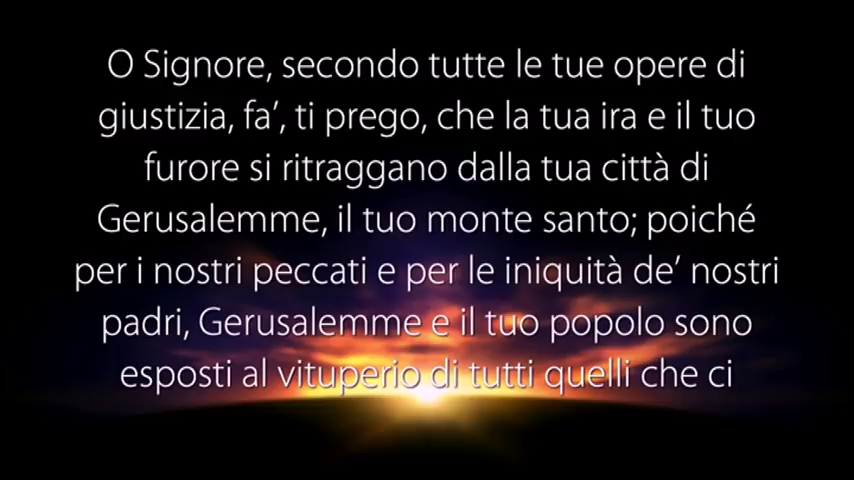 O Signore, secondo tutte le tue opere di
giustizia, fa’, ti prego, che la tua ira e il tuo
furore si ritraggano dalla tua città di
Gerusalemme, il tuo monte santo; poiché
per i nostri peccati e per le iniquità de’ nostri
padri, Gerusalemme e il tuo popolo sono
esposti al vituperio di tutti quelli che ci